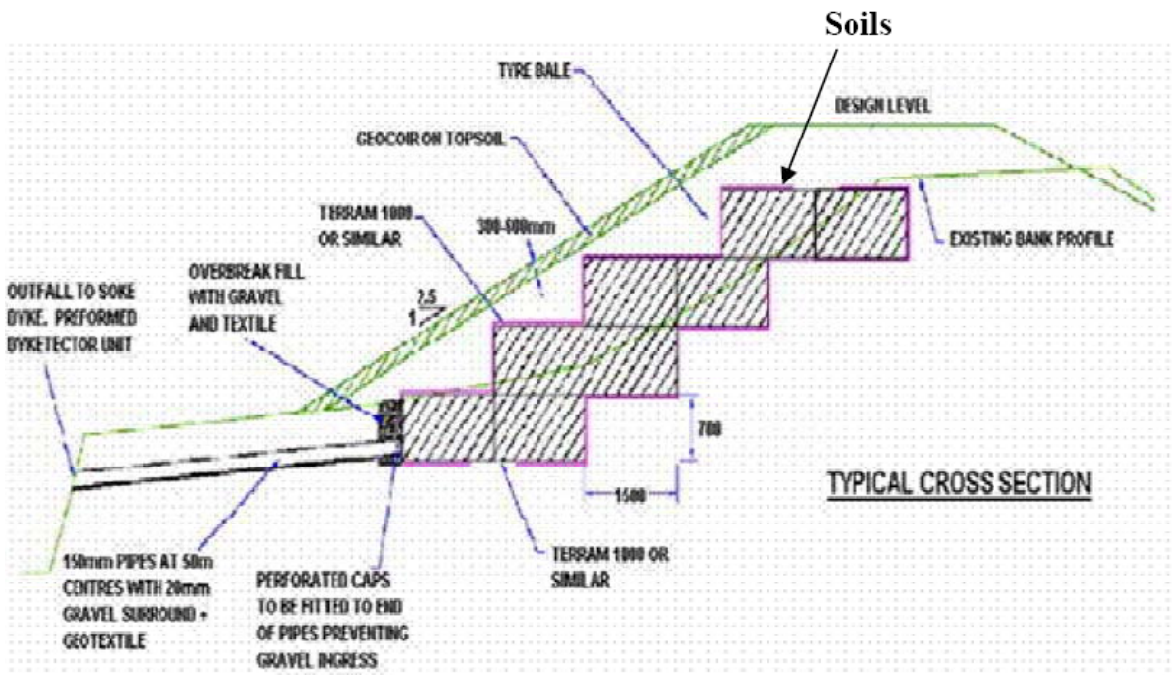 Soils
TYRE BALE
DESIGN LEVEL
GEOCOIR ON TOPSOIL
TERRAM 1000
OR SIMILAR
300-600mm
EXISTING BANK PROFILE
OVERBREAK FILL
WITH GRAVEL
AND TEXTILE
OUTFALL TO SOKE
DYKE. PREFORMED
DYKETECTOR UNIT
2.5
1
700
TYPICAL CROSS SECTION
1500
150mm PIPES AT 50m
CENTRES WITH 20mm
GRAVEL SURROUND +
GEOTEXTILE
PERFORATED CAPS
TO BE FITTED TO END
OF PIPES PREVENTING
GRAVEL INGRESS
TERRAM 1000 OR
SIMILAR